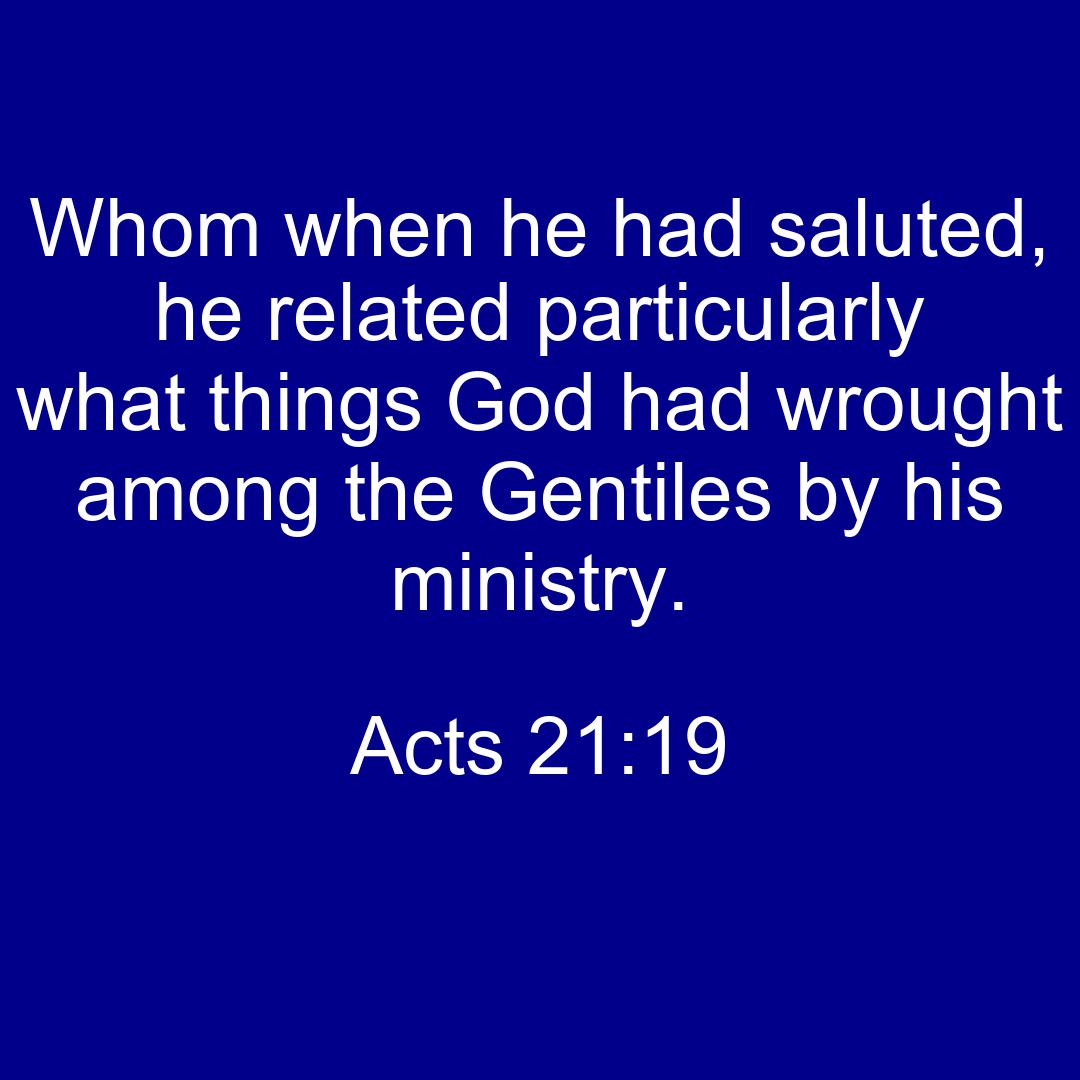 Whom when he had saluted,
he related particularly
what things God had wrought
among the Gentiles by his
ministry.
Acts 21:19